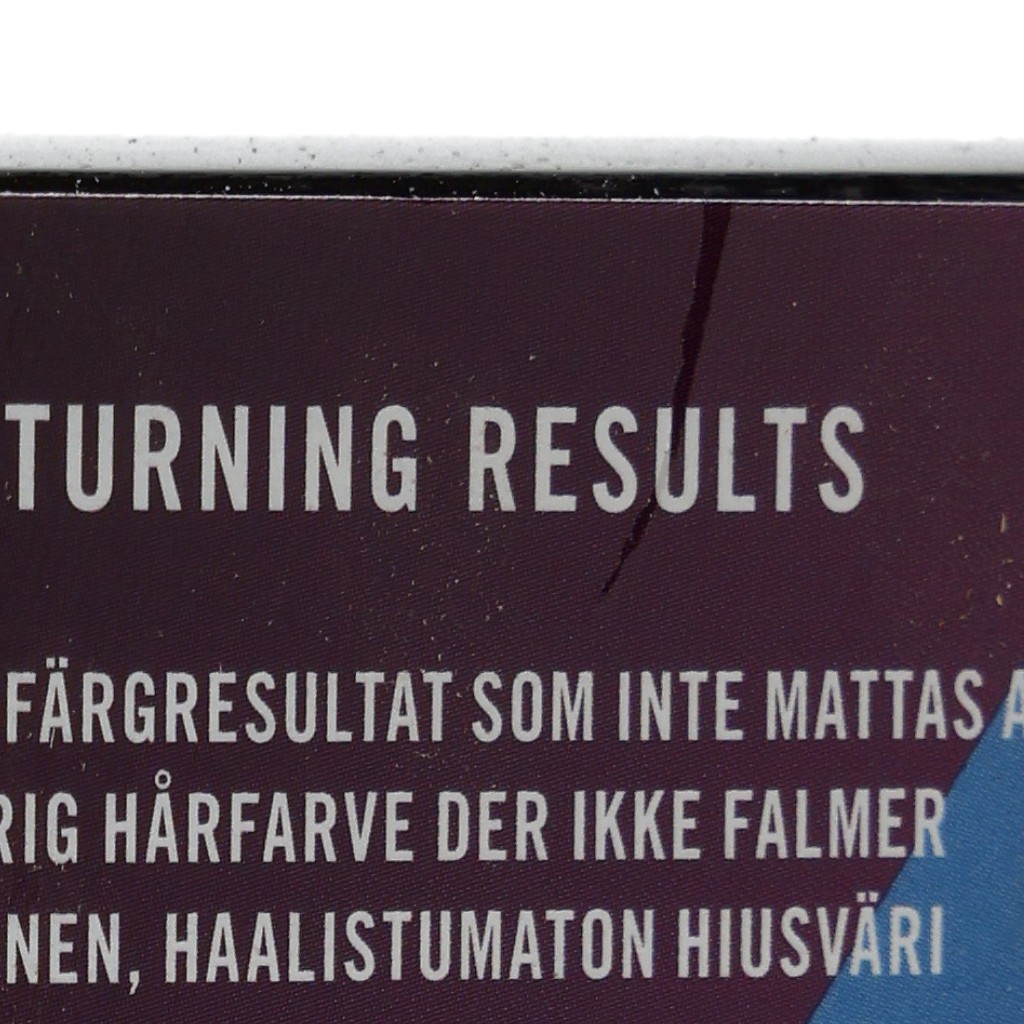 TURNING RESULTS
FÄRGRESULTAT SOM INTE MATTAS
RIG HÅRFARVE DER IKKE FALMER
NEN, HAALISTUMATON HIUSVÄRI